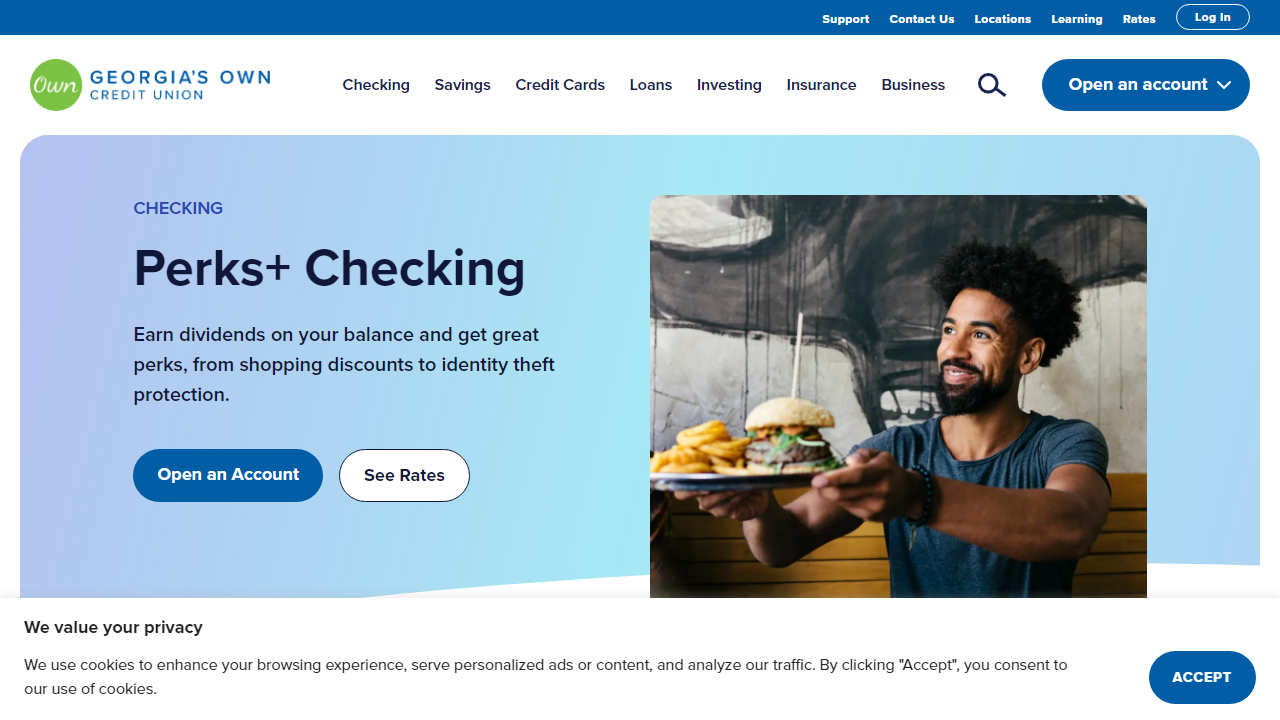 Support Contact Us Locations Learning Rates Log In
Own GEORGIA'S OWN
CREDIT UNION
Checking Savings Credit Cards Loans Investing Insurance Business
Open an account
CHECKING
Perks+ Checking
Earn dividends on your balance and get great
perks, from shopping discounts to identity theft
protection.
Open an Account See Rates
We value your privacy
We use cookies to enhance your browsing experience, serve personalized ads or content, and analyze our traffic. By clicking "Accept", you consent to
our use of cookies.
ACCEPT